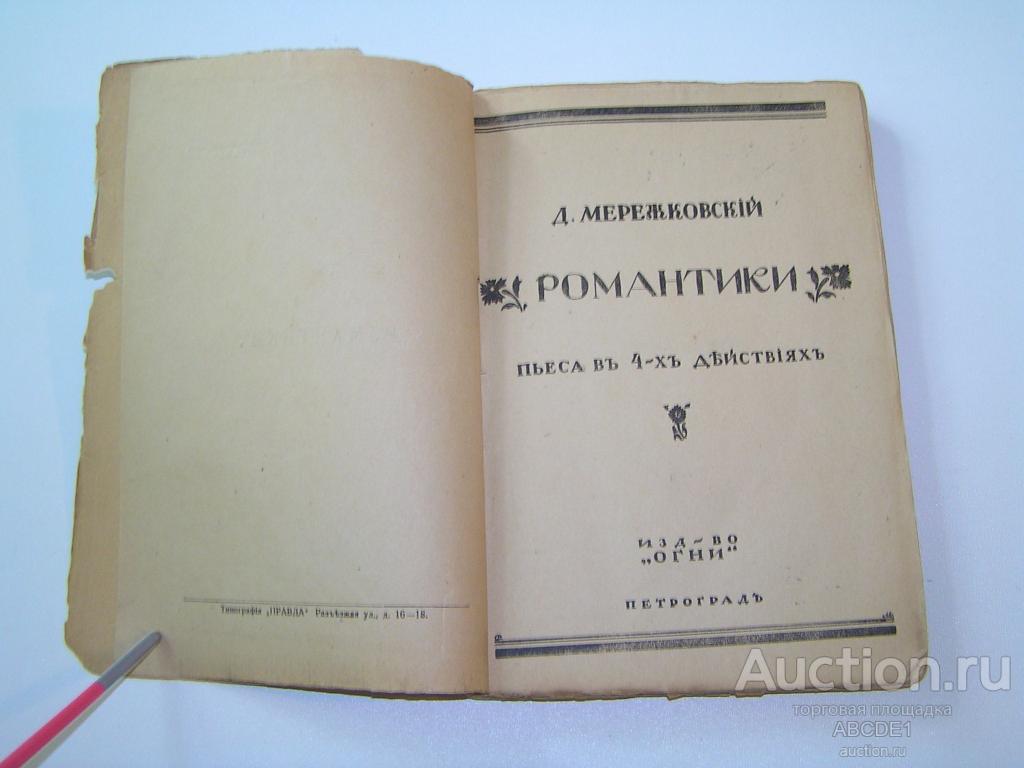 Типографія „ПРАВДА“ Разъѣзжая ул., д. 16—18.
Д. МЕРЕЖКОВСКІЙ
РОМАНТИКИ
ПЬЕСА ВЪ 4-ХЪ ДѢЙСТВІЯХЪ
ИЗД-ВО
„ОГНИ“
ПЕТРОГРАДЪ
Auction.ru
торговая площадка
ABCDE1
auction.ru